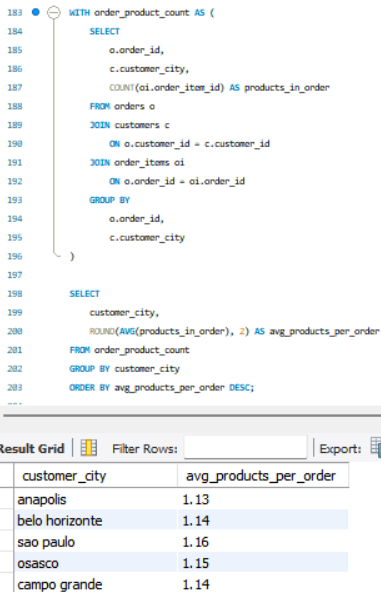 183 WITH order_product_count AS (
184 SELECT
185 o.order_id,
186 c.customer_city,
187 COUNT(oi.order_item_id) AS products_in_order
188 FROM orders o
189 JOIN customers c
190 ON o.customer_id = c.customer_id
191 JOIN order_items oi
192 ON o.order_id = oi.order_id
193 GROUP BY
194 o.order_id,
195 c.customer_city
196 )
197
198 SELECT
199 customer_city,
200 ROUND(AVG(products_in_order), 2) AS avg_products_per_order
201 FROM order_product_count
202 GROUP BY customer_city
203 ORDER BY avg_products_per_order DESC;
Result Grid Filter Rows: Export:
customer_city avg_products_per_order
anapolis 1.13
belo horizonte 1.14
sao paulo 1.16
osasco 1.15
campo grande 1.14